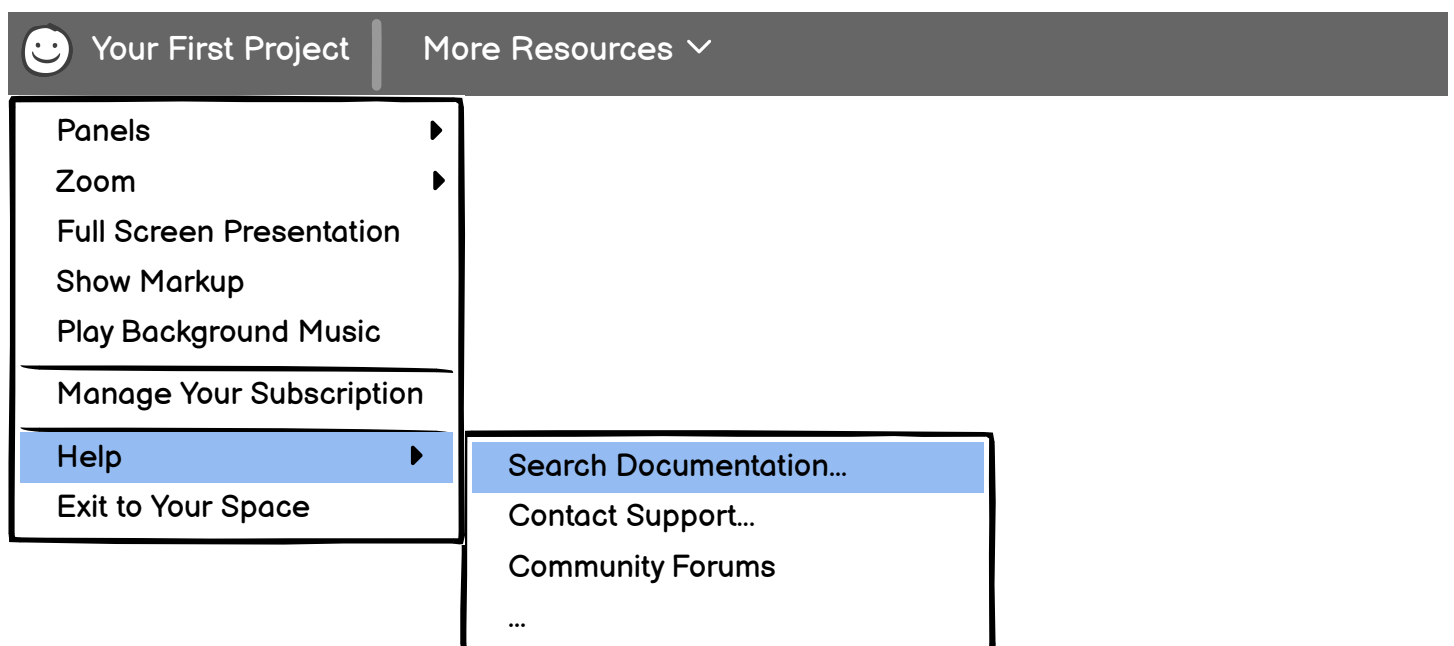 Your First Project
More Resources
Panels
Zoom
Full Screen Presentation
Show Markup
Play Background Music
Manage Your Subscription
Help
Exit to Your Space
Search Documentation...
Contact Support...
Community Forums
...